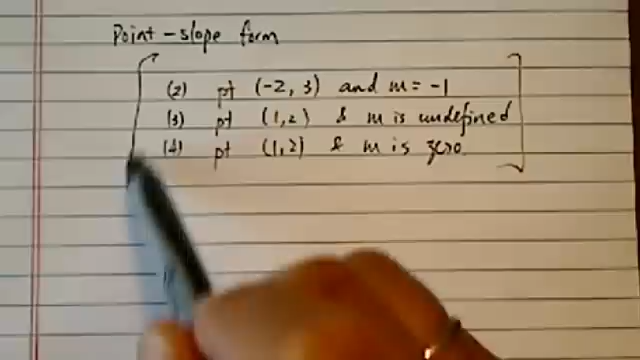 Point-slope form
(2) pt (-2, 3) and m = -1
(3) pt (1,2) & m is undefined
(4) pt (1,2) & m is zero